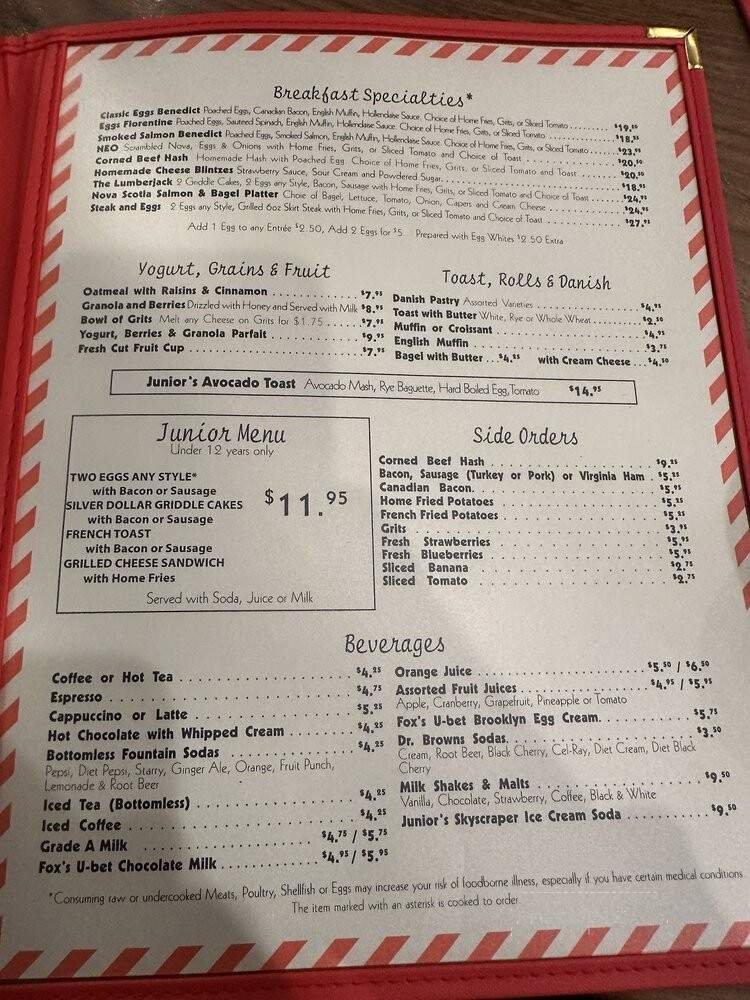 Breakfast Specialties*
Classic Eggs Benedict Poached Eggs, Canadian Bacon, English Muffin, Hollendaise Sauce. Choice of Home Fries, Grits, or Sliced Tomato . . . . . . . . $19.50
Eggs Florentine Poached Eggs, Sauteed Spinach, English Muffin, Hollendaise Sauce. Choice of Home Fries, Grits, or Sliced Tomato . . . . . . . . $18.95
Smoked Salmon Benedict Poached Eggs, Smoked Salmon, English Muffin, Hollendaise Sauce. Choice of Home Fries, Grits, or Sliced Tomato . . . . . $23.95
NEO Scrambled Nova, Eggs & Onions with Home Fries, Grits, or Sliced Tomato and Choice of Toast . . . . . . . . $20.50
Corned Beef Hash Homemade Hash with Poached Egg. Choice of Home Fries, Grits, or Sliced Tomato and Toast . . . . . . . . $20.50
Homemade Cheese Blintzes Strawberry Sauce, Sour Cream and Powdered Sugar. . . . . . . . . $18.95
The LumberJack 2 Griddle Cakes, 2 Eggs any Style, Bacon, Sausage with Home Fries, Grits, or Sliced Tomato and Choice of Toast . . . . . $24.95
Nova Scotia Salmon & Bagel Platter Choie of Bagel, Lettuce, Tomato, Onion, Capers and Cream Cheese . . . . . . . . $24.95
Steak and Eggs 2 Eggs any Style, Grilled 6oz Skirt Steak with Home Fries, Grits, or Sliced Tomato and Choice of Toast . . . . . . . . $27.95
Add 1 Egg to any Entrée $2.50, Add 2 Eggs for $5 Prepared with Egg Whites $2.50 Extra
Yogurt, Grains & Fruit
Oatmeal with Raisins & Cinnamon . . . . . . . . . . . $7.95
Granola and Berries Drizzled with Honey and Served with Milk $8.95
Bowl of Grits Melt any Cheese on Grits for $1.75 . . . . . $7.95
Yogurt, Berries & Granola Parfait . . . . . . . . . . . $9.95
Fresh Cut Fruit Cup . . . . . . . . . . . . . . . . . . . . . . $7.95
Toast, Rolls & Danish
Danish Pastry Assorted Varieties . . . . . . . . . . . . $4.95
Toast with Butter White, Rye or Whole Wheat . . . . . . $2.50
Muffin or Croissant . . . . . . . . . . . . . . . . . . . $4.95
English Muffin . . . . . . . . . . . . . . . . . . . . . . $3.75
Bagel with Butter . . . $4.25 with Cream Cheese . . . $4.50
Junior's Avocado Toast Avocado Mash, Rye Baguette, Hard Boiled Egg,Tomato $14.95
Junior Menu
Under 12 years only
TWO EGGS ANY STYLE*
with Bacon or Sausage
SILVER DOLLAR GRIDDLE CAKES
with Bacon or Sausage
FRENCH TOAST
with Bacon or Sausage
GRILLED CHEESE SANDWICH
with Home Fries
$11.95
Served with Soda, Juice or Milk
Side Orders
Corned Beef Hash . . . . . . . . . . . . . . . . . . $9.25
Bacon, Sausage (Turkey or Pork) or Virginia Ham . $5.95
Canadian Bacon. . . . . . . . . . . . . . . . . . . . $5.95
Home Fried Potatoes . . . . . . . . . . . . . . . . $5.25
French Fried Potatoes . . . . . . . . . . . . . . . $5.25
Grits . . . . . . . . . . . . . . . . . . . . . . . . . $3.95
Fresh Strawberries . . . . . . . . . . . . . . . . . $5.95
Fresh Blueberries . . . . . . . . . . . . . . . . . . $5.95
Sliced Banana . . . . . . . . . . . . . . . . . . . . $2.75
Sliced Tomato . . . . . . . . . . . . . . . . . . . . $2.75
Beverages
Coffee or Hot Tea . . . . . . . . . . . . . . . . . $4.25
Espresso . . . . . . . . . . . . . . . . . . . . . . . $4.75
Cappuccino or Latte . . . . . . . . . . . . . . . . $5.25
Hot Chocolate with Whipped Cream . . . . . . . $4.25
Bottomless Fountain Sodas . . . . . . . . . . . . $4.25
Pepsi, Diet Pepsi, Starry, Ginger Ale, Orange, Fruit Punch,
Lemonade & Root Beer
Iced Tea (Bottomless) . . . . . . . . . . . . . . . $4.25
Iced Coffee . . . . . . . . . . . . . . . . . . . . . $4.25
Grade A Milk . . . . . . . . . . . . . . . . $4.75 / $5.75
Fox's U-bet Chocolate Milk . . . . . . . . . $4.95 / $5.95
Orange Juice . . . . . . . . . . . . . . . . . $5.50 / $6.50
Assorted Fruit Juices . . . . . . . . . . . . $4.95 / $5.95
Apple, Cranberry, Grapefruit, Pineapple or Tomato
Fox's U-bet Brooklyn Egg Cream. . . . . . . . . $5.75
Dr. Browns Sodas. . . . . . . . . . . . . . . . . . $3.50
Cream, Root Beer, Black Cherry, Cel-Ray, Diet Cream, Diet Black
Cherry
Milk Shakes & Malts . . . . . . . . . . . . . . . . $9.50
Vanilla, Chocolate, Strawberry, Coffee, Black & White
Junior's Skyscraper Ice Cream Soda . . . . . . . $9.50
*Consuming raw or undercooked Meats, Poultry, Shellfish or Eggs may increase your risk of foodborne illness, especially if you have certain medical conditions.
The item marked with an asterisk is cooked to order